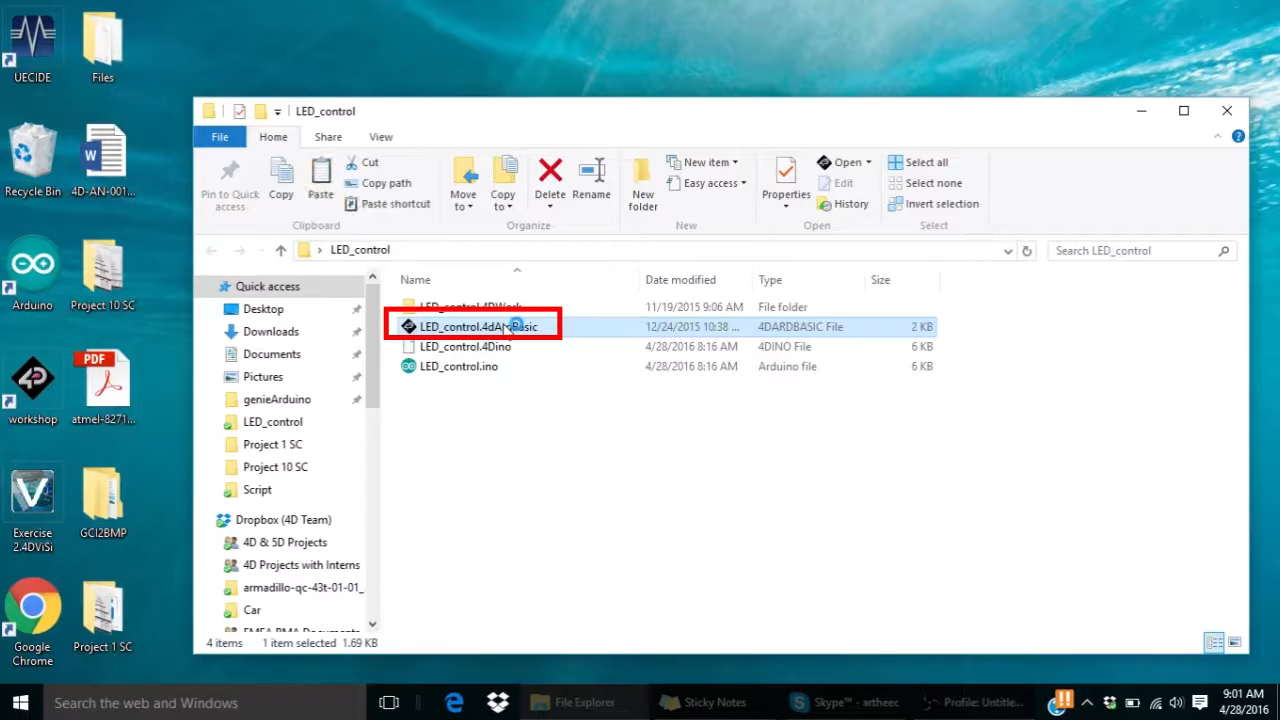 UECIDE
Files
Recycle Bin
4D-AN-001...
Arduino
Project 10 SC
PDF
workshop
atmel-8271...
Exercise
2.4DViSi
GCI2BMP
Google
Chrome
Project 1 SC
LED_control
File
Home
Share
View
Pin to Quick
access
Copy
Paste
Cut
Copy path
Paste shortcut
Clipboard
Move
to
Copy
to
Delete
Rename
Organize
New
folder
New item
Easy access
New
Properties
Open
Edit
History
Open
Select all
Select none
Invert selection
Select
LED_control
Search LED_control
Name
Date modified
Type
Size
LED_control.4DWork
11/19/2015 9:06 AM
File folder
12/24/2015 10:38 ...
4DARDBASIC File
2 KB
LED_control.4Dino
4/28/2016 8:16 AM
4DINO File
6 KB
LED_control.ino
4/28/2016 8:16 AM
Arduino file
6 KB
Quick access
Desktop
Downloads
Documents
Pictures
genieArduino
LED_control
Project 1 SC
Project 10 SC
Script
Dropbox (4D Team)
4D & 5D Projects
4D Projects with Interns
armadillo-qc-43t-01-01_
Car
4 items
1 item selected 1.69 KB
Search the web and Windows
File Explorer
Sticky Notes
Skype™ - artheec
Profile: Untitle...
9:01 AM
4/28/2016